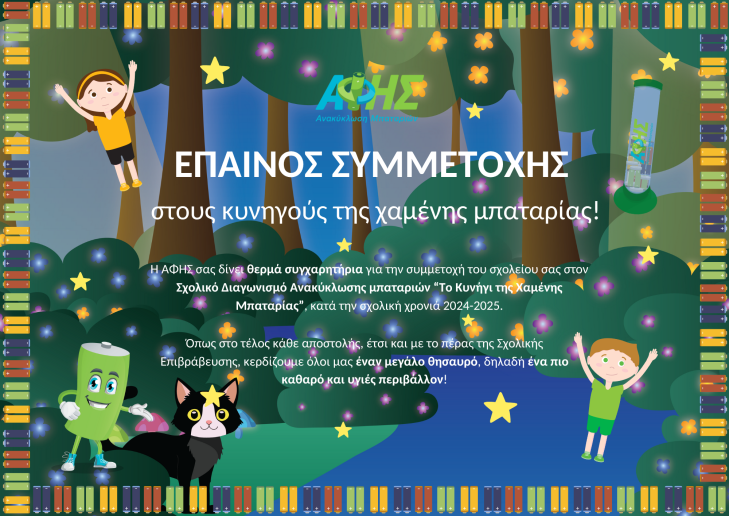 ΑΦΗΣ
Ανακύκλωση
ΕΠΑΙΝΟΣ ΣΥΜΜΕΤΟΧΗΣ
στους κυνηγούς της χαμένης μπαταρίας!
Η ΑΦΗΣ σας δίνει θερμά συγχαρητήρια για την συμμετοχή του σχολείου σας στον
Σχολικό Διαγωνισμό Ανακύκλωσης μπαταριών “Το Κυνήγι της Χαμένης
Μπαταρίας”, κατά την σχολική χρονιά 2024-2025.
Όπως στο τέλος κάθε αποστολής, έτσι και με το πέρας της Σχολικής
Επιβράβευσης, κερδίζουμε όλοι μας έναν μεγάλο θησαυρό, δηλαδή ένα πιο
καθαρό και υγιές περιβάλλον!
ΑΦΗΣ